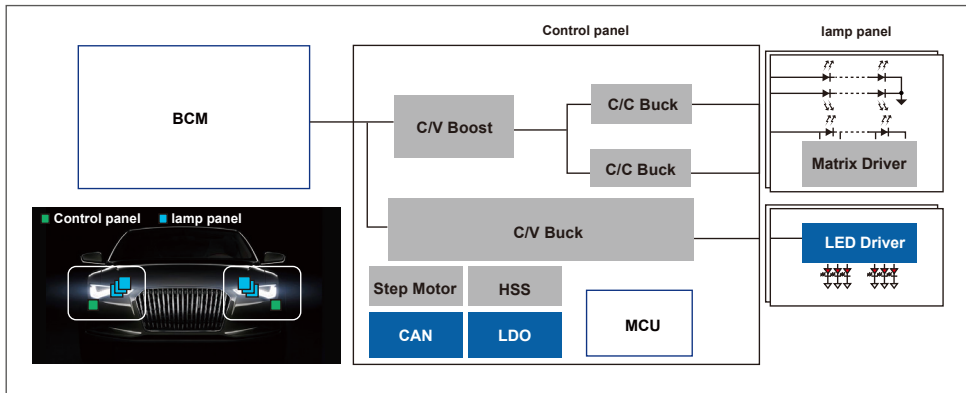 Control panel
lamp panel
BCM
C/V Boost
C/C Buck
C/C Buck
Matrix Driver
C/V Buck
Control panel
lamp panel
LED Driver
Step Motor
HSS
CAN
LDO
MCU